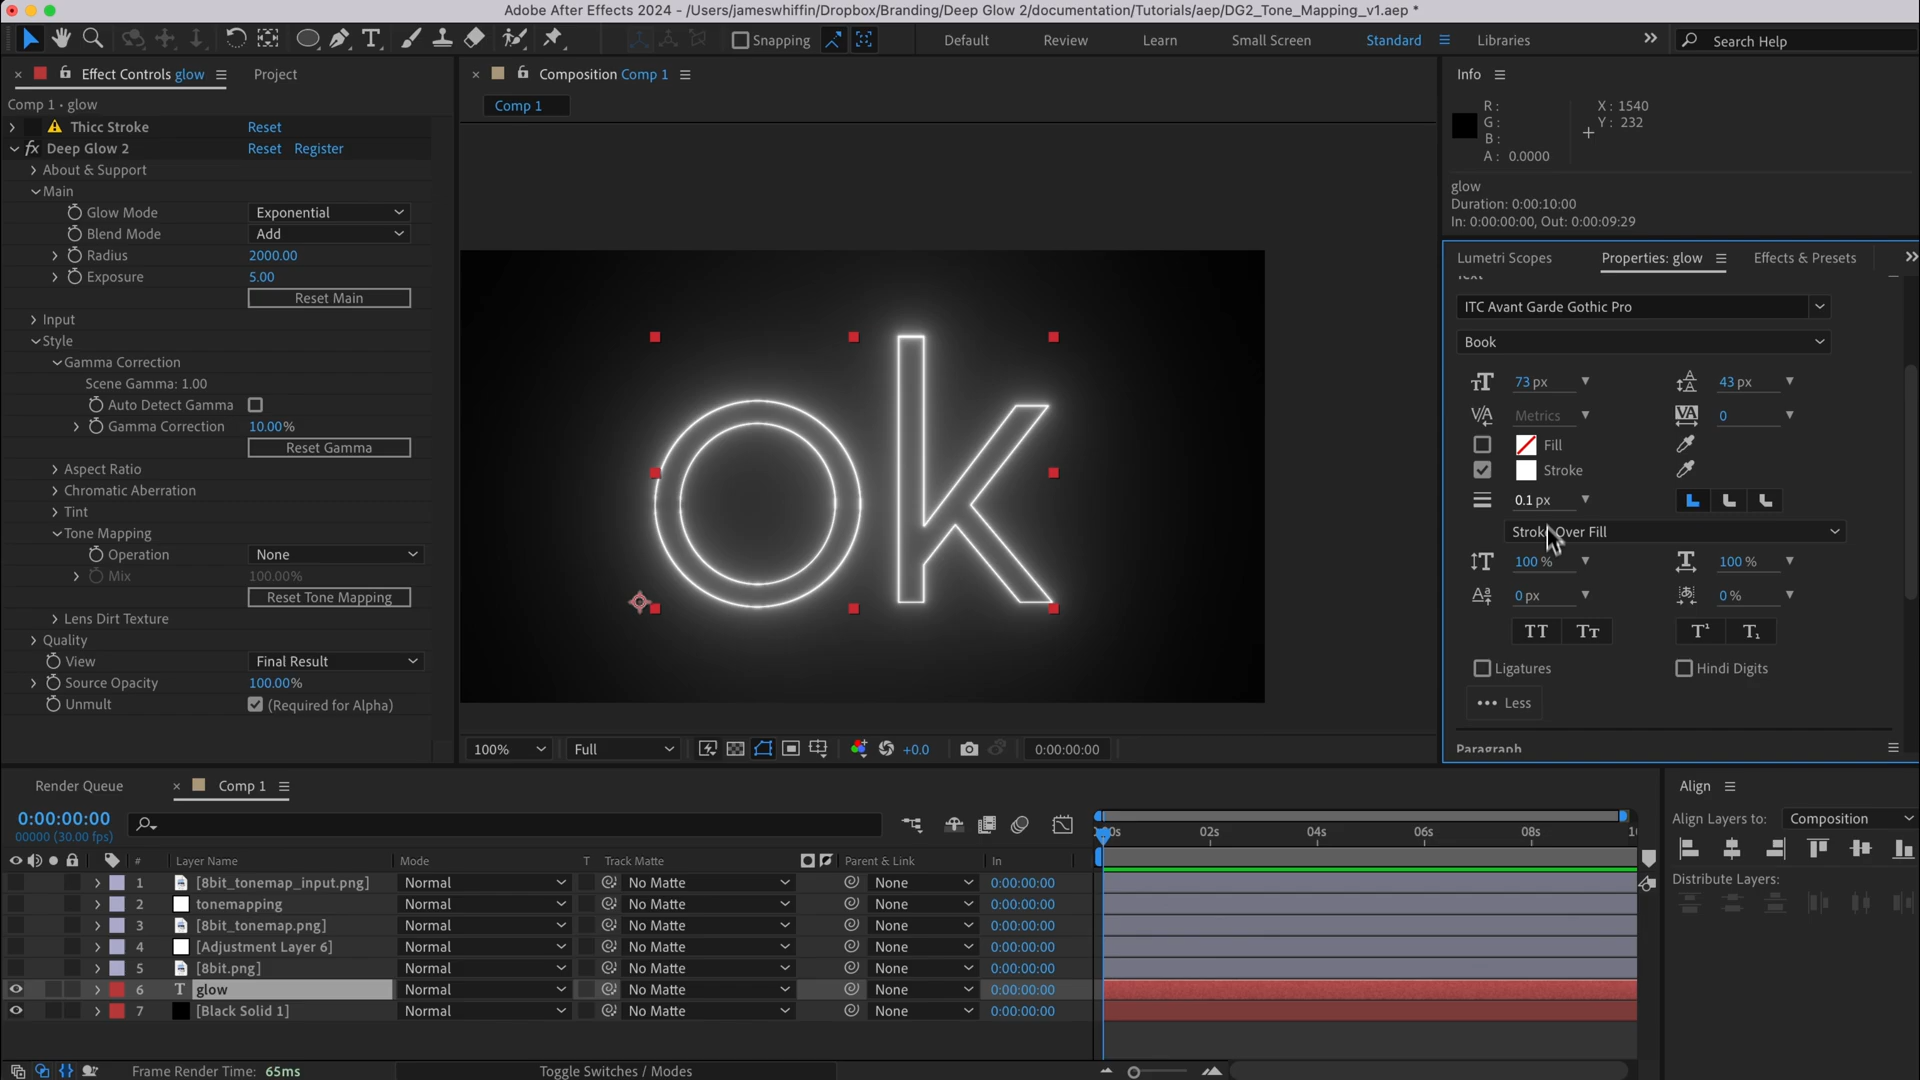 Adobe After Effects 2024 - /Users/jameswhiffin/Dropbox/Branding/Deep Glow 2/documentation/Tutorials/aep/DG2_Tone_Mapping_v1.aep *
Snapping
Default
Review
Learn
Small Screen
Standard
Libraries
Search Help
Effect Controls glow
Project
Comp 1 • glow
Thicc Stroke
Reset
Deep Glow 2
Reset
Register
About & Support
Main
Glow Mode
Exponential
Blend Mode
Add
Radius
2000.00
Exposure
5.00
Reset Main
Input
Style
Gamma Correction
Scene Gamma: 1.00
Auto Detect Gamma
Gamma Correction
10.00%
Reset Gamma
Aspect Ratio
Chromatic Aberration
Tint
Tone Mapping
Operation
None
Mix
100.00%
Reset Tone Mapping
Lens Dirt Texture
Quality
View
Final Result
Source Opacity
100.00%
Unmult
(Required for Alpha)
Composition Comp 1
Comp 1
ok
100%
Full
+0.0
0:00:00:00
Info
R :
G :
B :
A : 0.0000
X : 1540
Y : 232
glow
Duration: 0:00:10:00
In: 0:00:00:00, Out: 0:00:09:29
Lumetri Scopes
Properties: glow
Effects & Presets
Text
ITC Avant Garde Gothic Pro
Book
73 px
43 px
Metrics
0
Fill
Stroke
0.1 px
Stroke Over Fill
100 %
100 %
0 px
0 %
Ligatures
Hindi Digits
Less
Paragraph
Render Queue
Comp 1
0:00:00:00
00000 (30.00 fps)
# Layer Name Mode T Track Matte Parent & Link In
1 [8bit_tonemap_input.png] Normal No Matte None 0:00:00:00
2 tonemapping Normal No Matte None 0:00:00:00
3 [8bit_tonemap.png] Normal No Matte None 0:00:00:00
4 [Adjustment Layer 6] Normal No Matte None 0:00:00:00
5 [8bit.png] Normal No Matte None 0:00:00:00
6 glow Normal No Matte None 0:00:00:00
7 [Black Solid 1] Normal No Matte None 0:00:00:00
02s
04s
06s
08s
Frame Render Time: 65ms
Toggle Switches / Modes
Align
Align Layers to:
Composition
Distribute Layers: